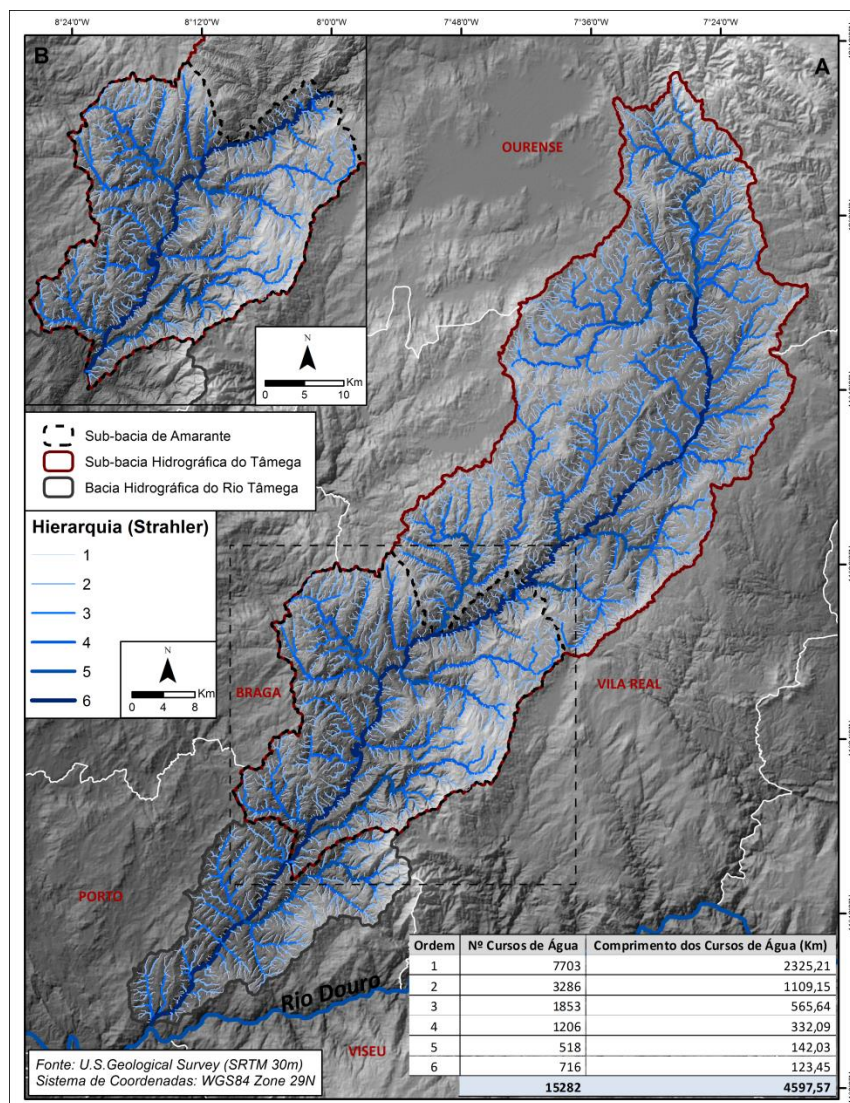 8°24'0"W 8°12'0"W 8°0'0"W 7°48'0"W 7°36'0"W 7°24'0"W
B
A
OURENSE
N
0 5 10 Km
Sub-bacia de Amarante
Sub-bacia Hidrográfica do Tâmega
Bacia Hidrográfica do Rio Tâmega
Hierarquia (Strahler)
1
2
3
4
5
6
N
0 4 8 Km
BRAGA
VILA REAL
PORTO
Rio Douro
VISEU
Ordem Nº Cursos de Água Comprimento dos Cursos de Água (Km)
1 7703 2325,21
2 3286 1109,15
3 1853 565,64
4 1206 332,09
5 518 142,03
6 716 123,45
15282 4597,57
Fonte: U.S.Geological Survey (SRTM 30m)
Sistema de Coordenadas: WGS84 Zone 29N